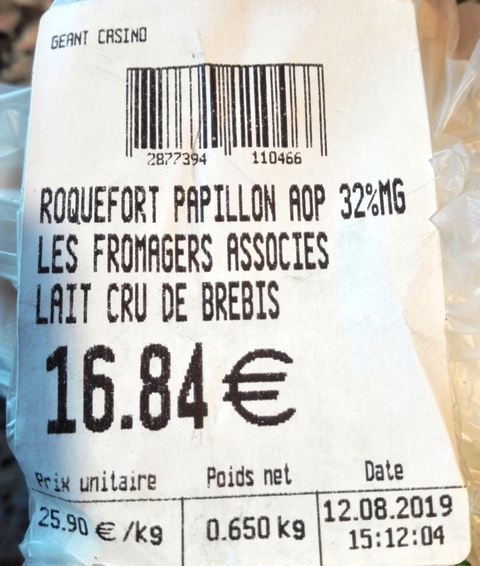 GEANT CASINO
2877394 110466
ROQUEFORT PAPILLON AOP 32%MG
LES FROMAGERS ASSOCIES
LAIT CRU DE BREBIS
16.84 €
Prix unitaire Poids net Date
25.90 €/kg 0.650 kg 12.08.2019
15:12:04